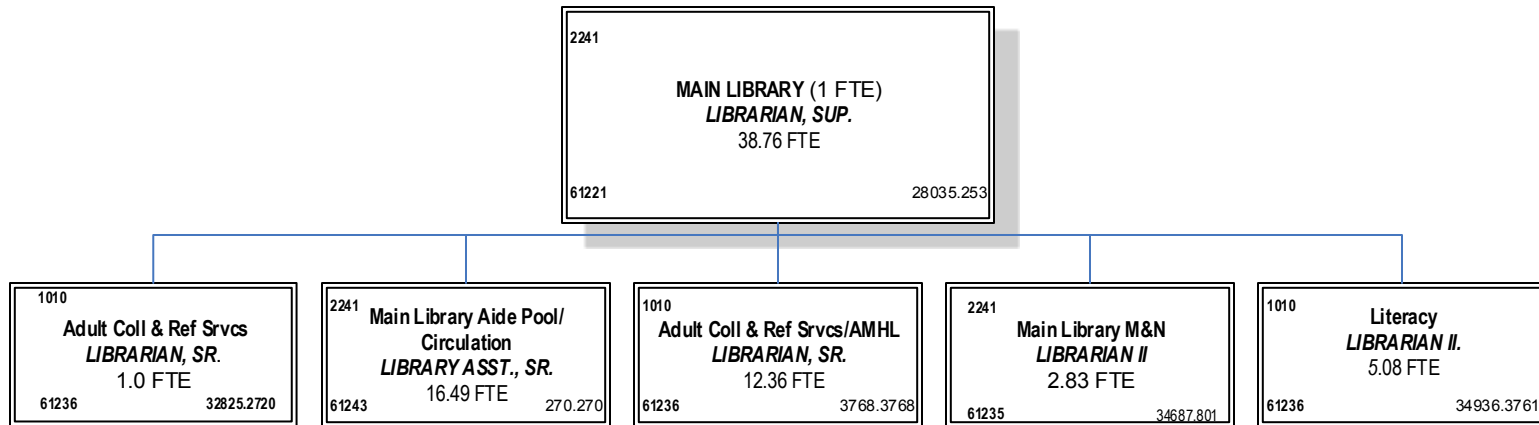 2241
MAIN LIBRARY (1 FTE)
LIBRARIAN, SUP.
38.76 FTE
61221 28035.253
1010
Adult Coll & Ref Srvcs
LIBRARIAN, SR.
1.0 FTE
61236 32825.2720
2241 Main Library Aide Pool/
Circulation
LIBRARY ASST., SR.
16.49 FTE
61243 270.270
1010
Adult Coll & Ref Srvcs/AMHL
LIBRARIAN, SR.
12.36 FTE
61236 3768.3768
2241
Main Library M&N
LIBRARIAN II
2.83 FTE
61235 34687.801
1010
Literacy
LIBRARIAN II.
5.08 FTE
61236 34936.3761